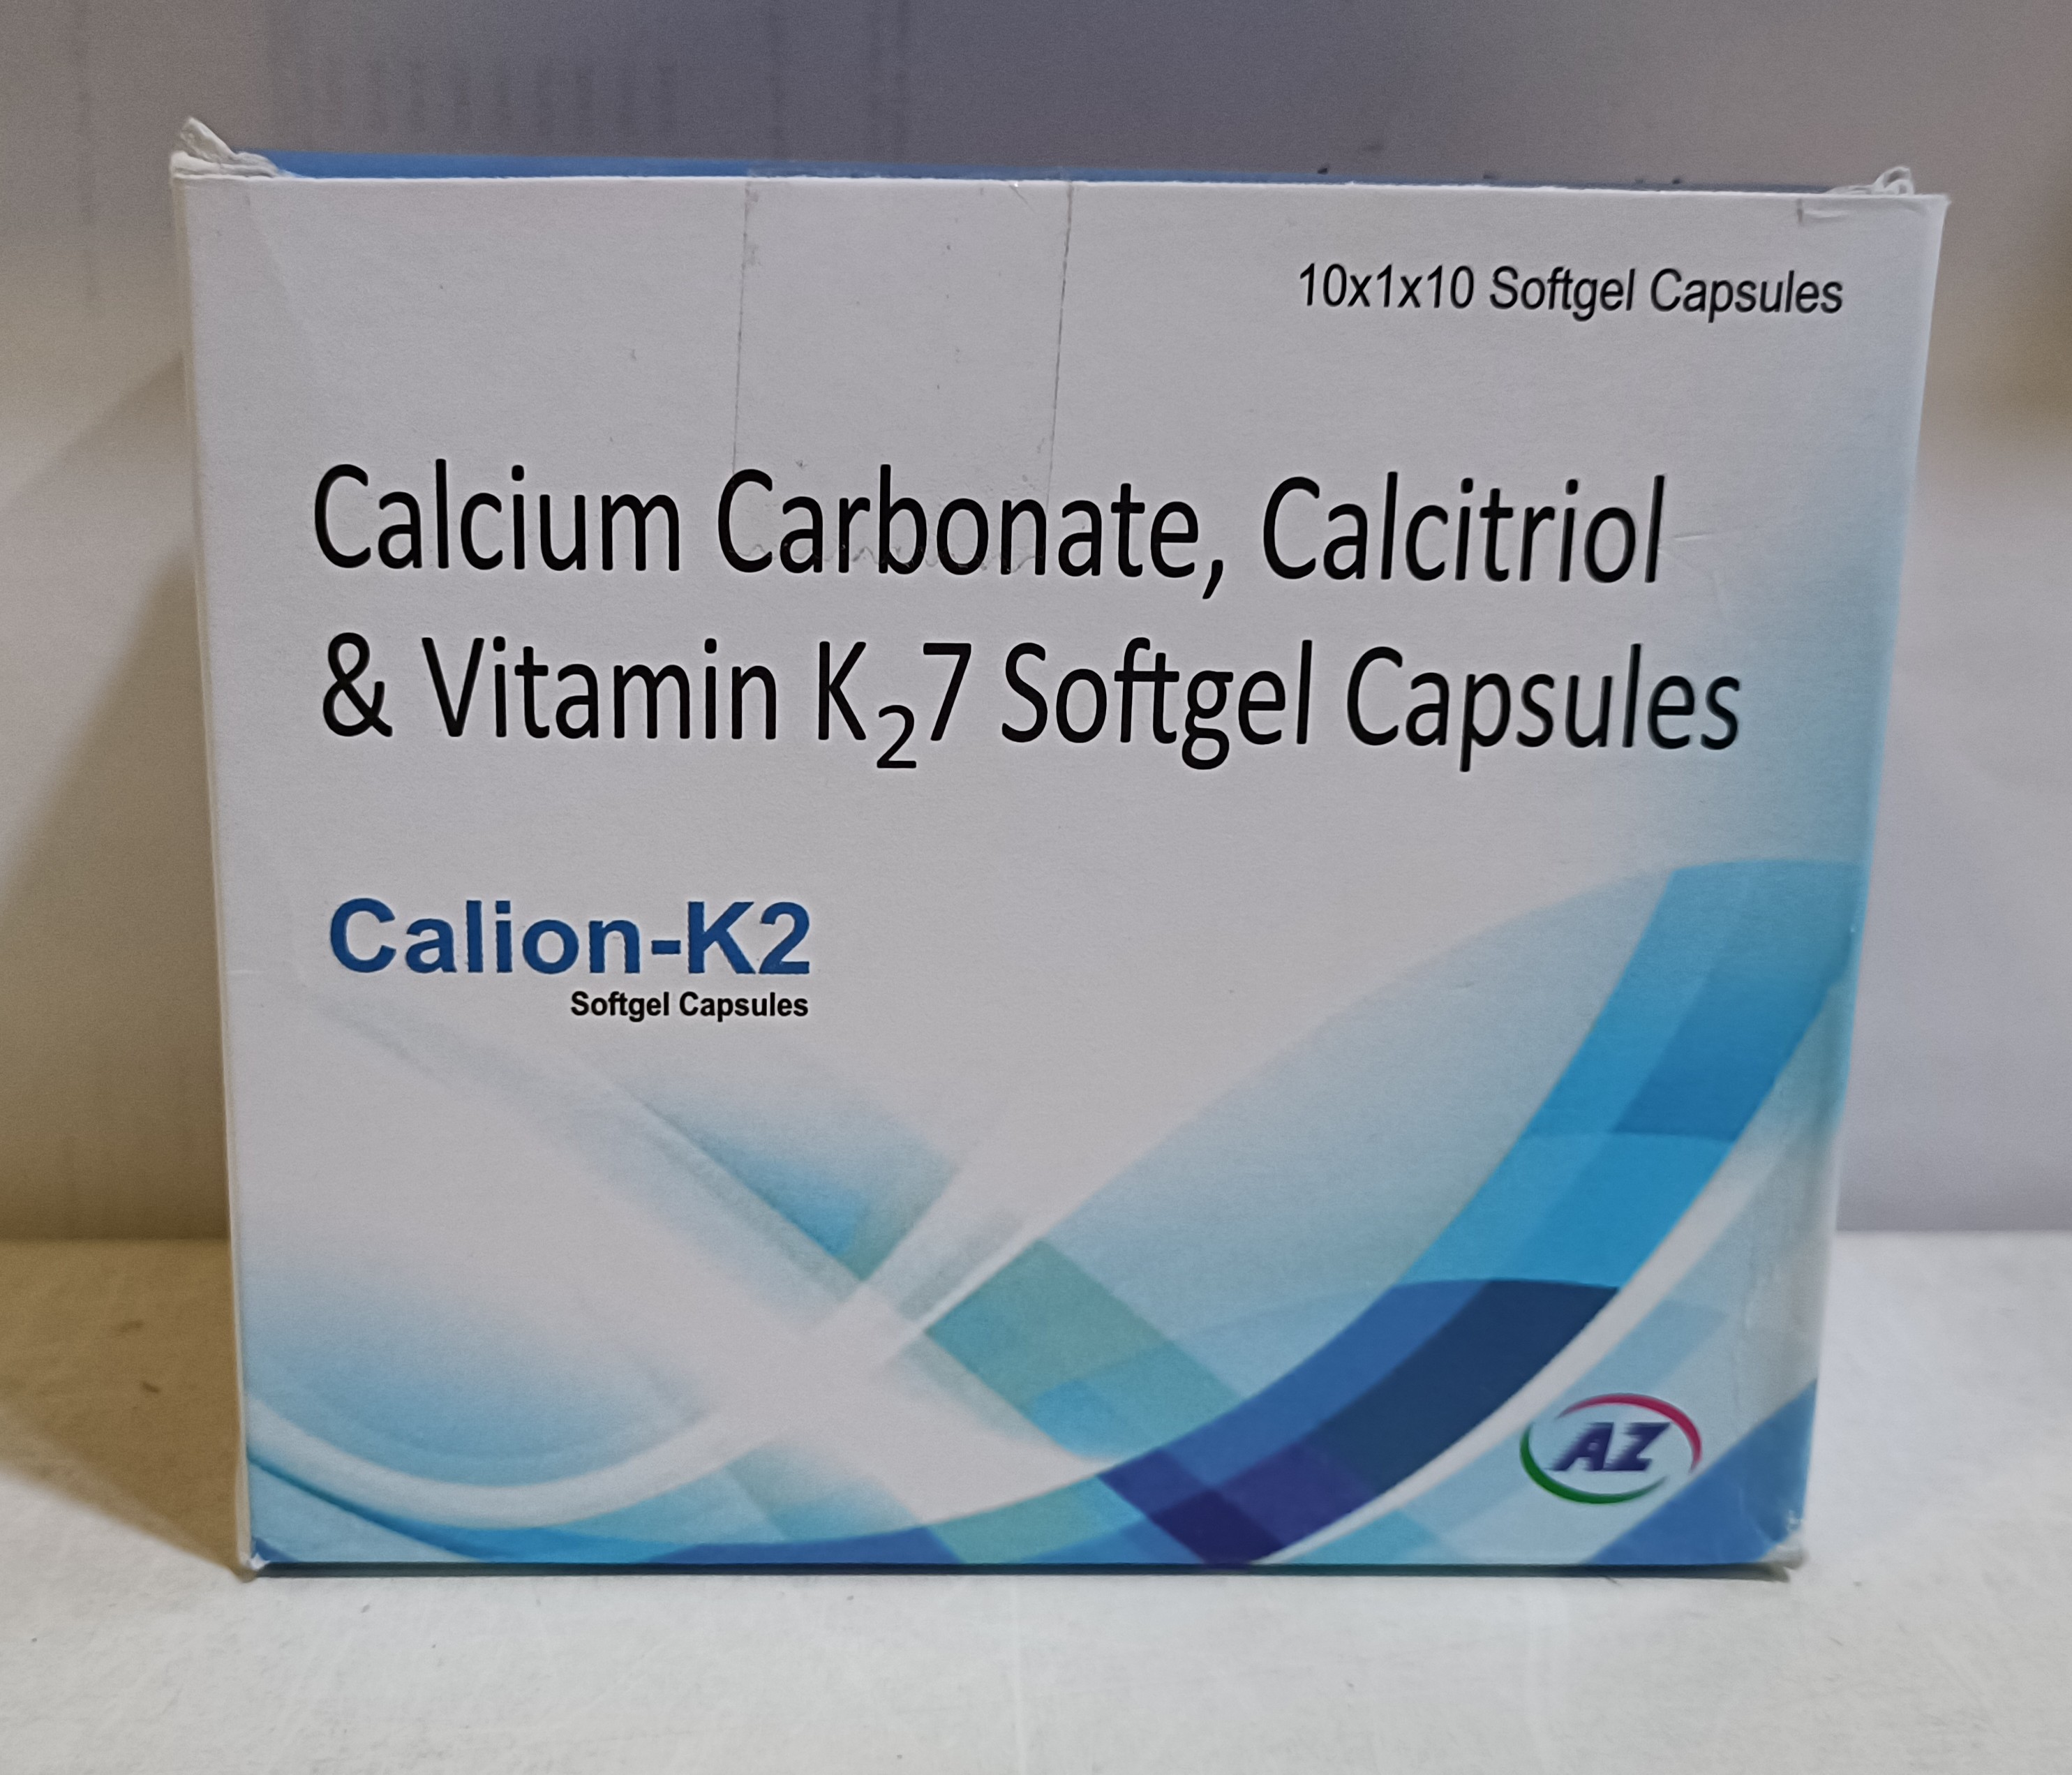 10x1x10 Softgel Capsules
Calcium Carbonate, Calcitriol
& Vitamin K₂7 Softgel Capsules
Calion-K2
Softgel Capsules
AZ